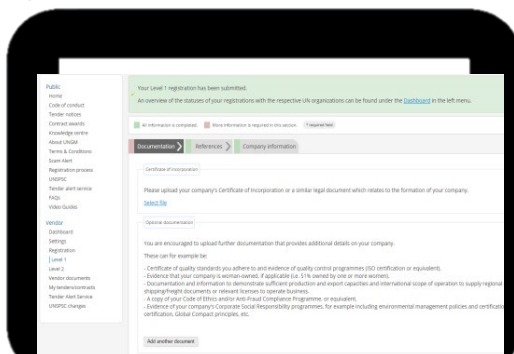 Public
Home
Code of conduct
Tender notices
Contract awards
Knowledge centre
About UNGM
Terms & Conditions
Scam Alert
Registration process
UNSPSC
Tender alert service
FAQs
Video Guides
Vendor
Dashboard
Settings
Registration
Level 1
Level 2
Vendor documents
My tenders/contracts
Tender Alert Service
UNSPSC changes
Your Level 1 registration has been submitted.
An overview of the statuses of your registrations with the respective UN organizations can be found under the Dashboard in the left menu.
All information is completed. More information is required in this section. * required field
Documentation References Company information
Certificate of incorporation
Please upload your company's Certificate of Incorporation or a similar legal document which relates to the formation of your company.
Select file
Optional documentation
You are encouraged to upload further documentation that provides additional details on your company.
These can for example be:
- Certificate of quality standards you adhere to and evidence of quality control programmes (ISO certification or equivalent).
- Evidence that your company is woman-owned, if applicable (i.e. 51% owned by one or more women).
- Documentation and information to demonstrate sufficient production and export capacities and international scope of operation to supply regional
shipping/freight documents or relevant licenses to operate business.
- A copy of your Code of Ethics and/or Anti-Fraud Compliance Programme, or equivalent.
- Evidence of your company's Corporate Social Responsibility programmes, for example including environmental management policies and certificatio
certification, Global Compact principles, etc.
Add another document